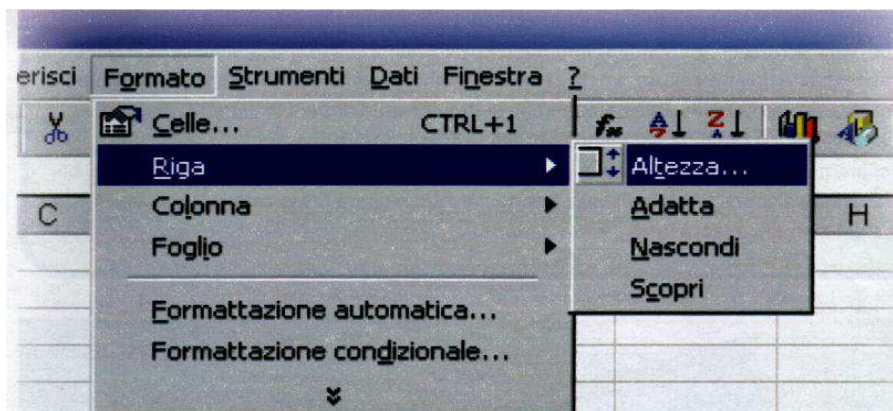 erisci Formato Strumenti Dati Finestra ?
Celle... CTRL+1
Riga
Colonna
Foglio
Formattazione automatica...
Formattazione condizionale...
Altezza...
Adatta
Nascondi
Scopri
C
H